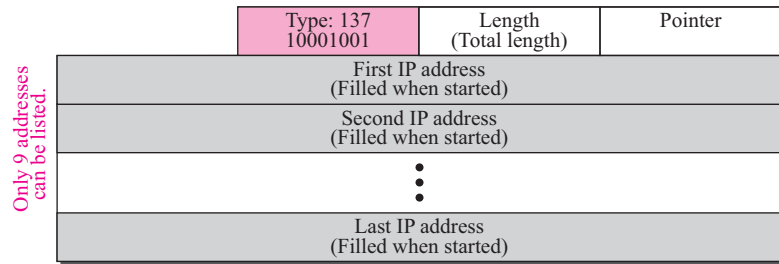 Type: 137
10001001
Length
(Total length)
Pointer
Only 9 addresses
can be listed.
First IP address
(Filled when started)
Second IP address
(Filled when started)
Last IP address
(Filled when started)